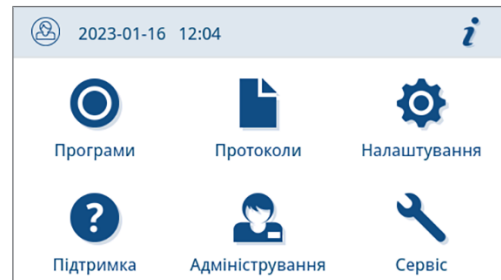 2023-01-16 12:04 i
Програми Протоколи Налаштування
?
Підтримка Адміністрування Сервіс